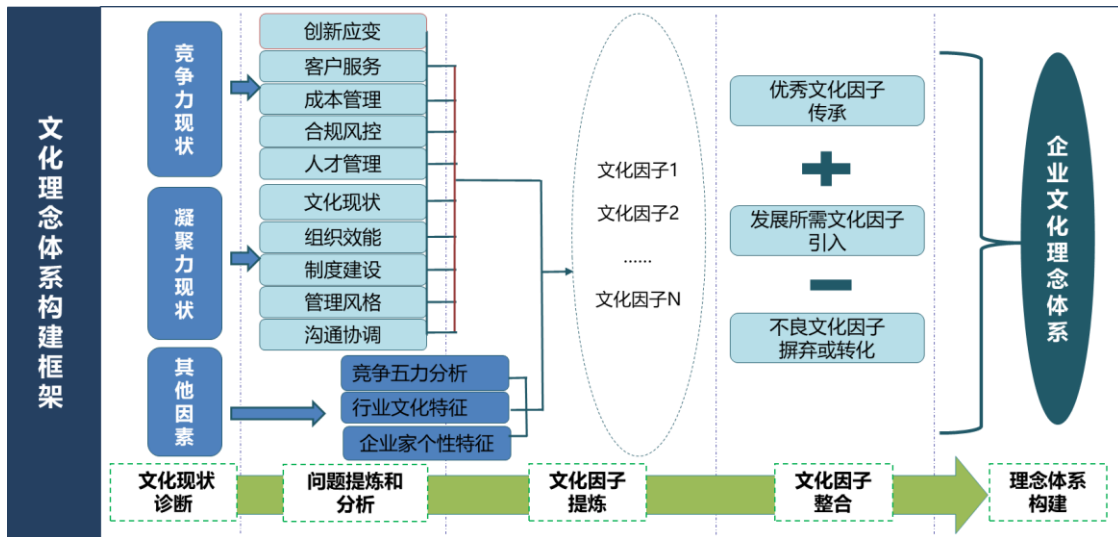 文化理念体系构建框架
竞争力现状
创新应变
客户服务
成本管理
合规风控
人才管理
凝聚力现状
文化现状
组织效能
制度建设
管理风格
沟通协调
其他因素
竞争五力分析
行业文化特征
企业家个性特征
文化因子1
文化因子2
......
文化因子N
优秀文化因子
传承
发展所需文化因子
引入
不良文化因子
摒弃或转化
企业文化理念体系
文化现状
诊断
问题提炼和
分析
文化因子
提炼
文化因子
整合
理念体系
构建